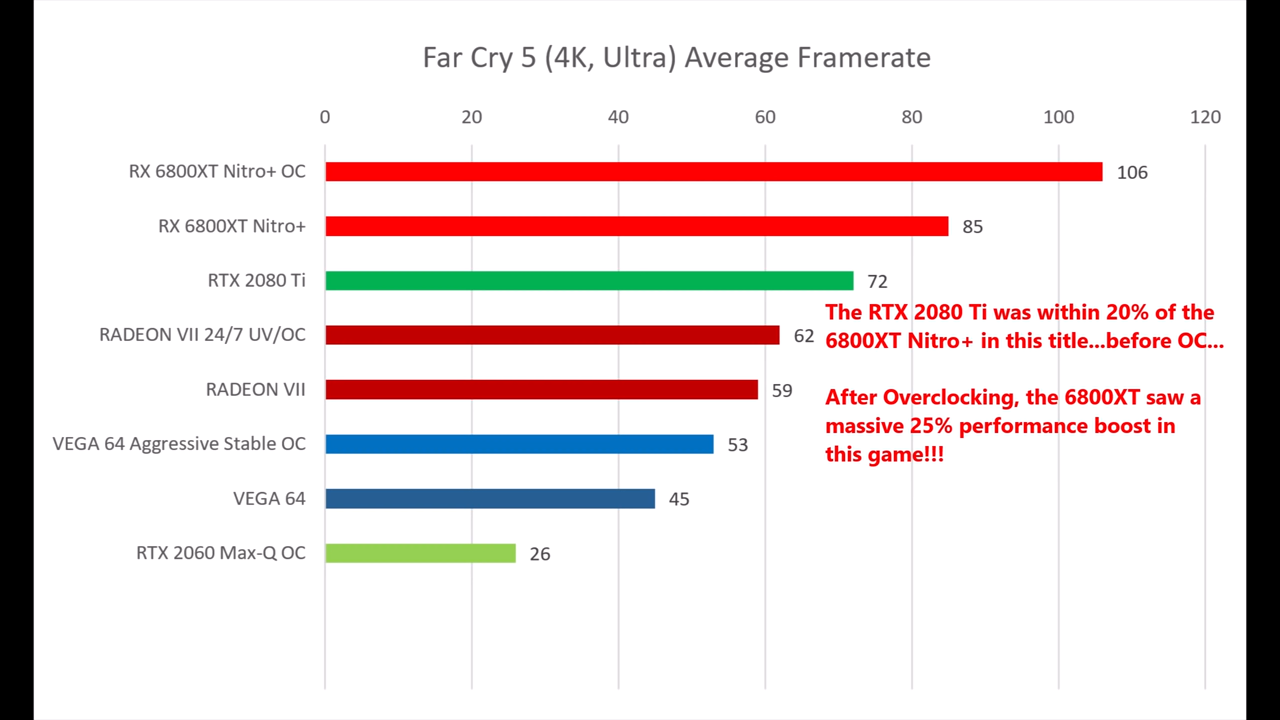 Far Cry 5 (4K, Ultra) Average Framerate
0 20 40 60 80 100 120
RX 6800XT Nitro+ OC 106
RX 6800XT Nitro+ 85
RTX 2080 Ti 72
RADEON VII 24/7 UV/OC 62
RADEON VII 59
VEGA 64 Aggressive Stable OC 53
VEGA 64 45
RTX 2060 Max-Q OC 26
The RTX 2080 Ti was within 20% of the
6800XT Nitro+ in this title...before OC...
After Overclocking, the 6800XT saw a
massive 25% performance boost in
this game!!!